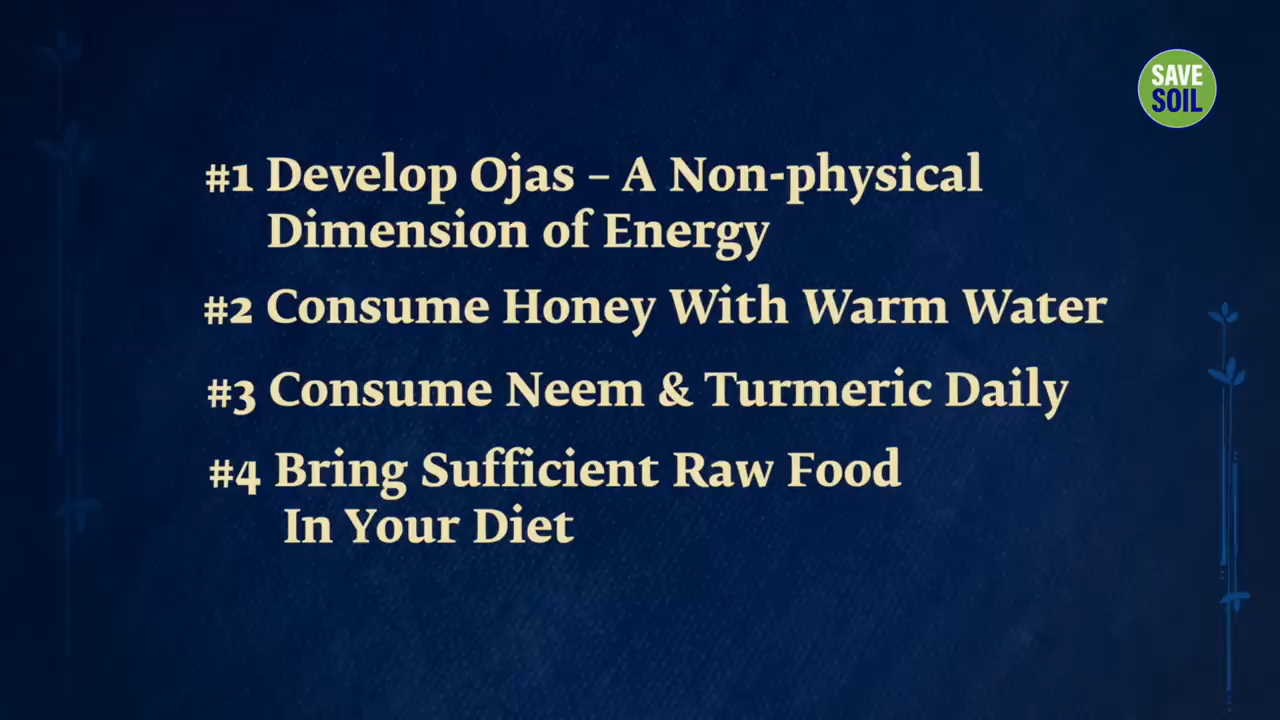 SAVE
SOIL
#1 Develop Ojas – A Non-physical
Dimension of Energy
#2 Consume Honey With Warm Water
#3 Consume Neem & Turmeric Daily
#4 Bring Sufficient Raw Food
In Your Diet